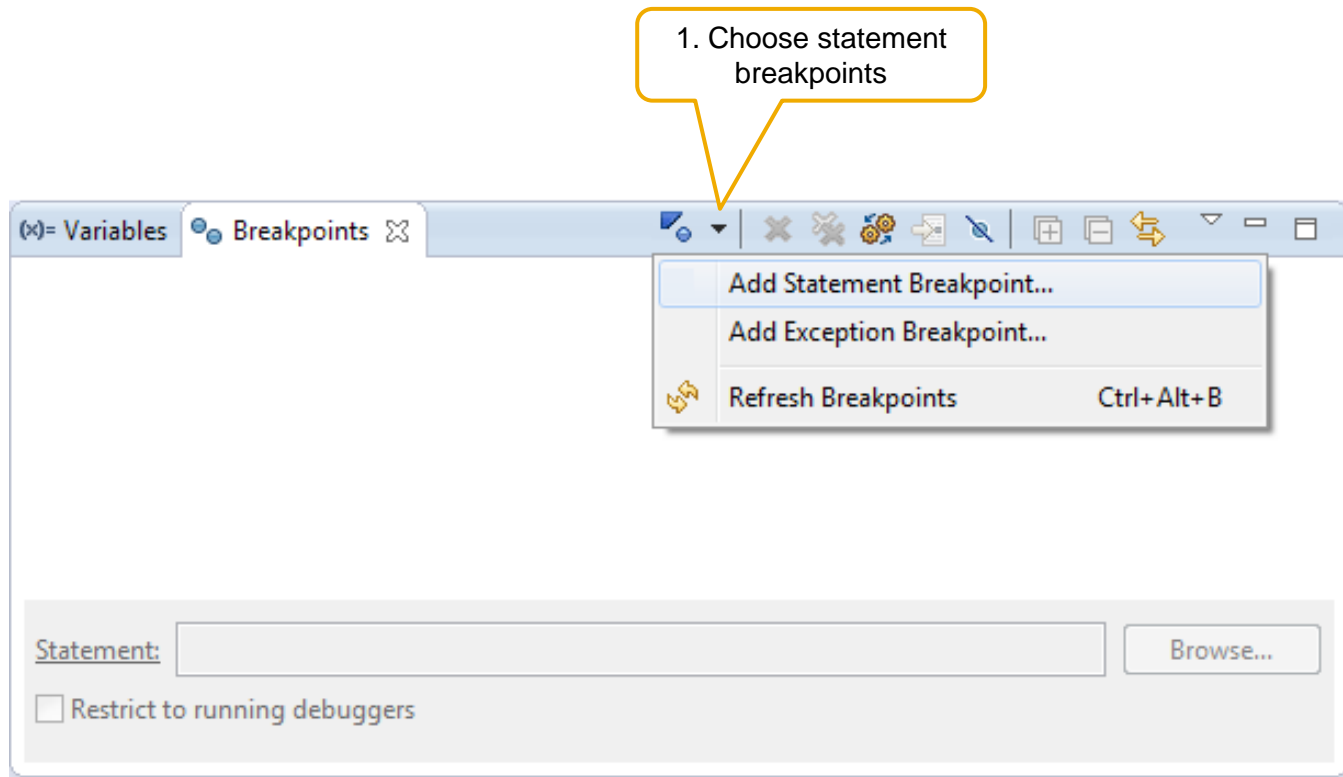 1. Choose statement
breakpoints
(x)= Variables Breakpoints
Add Statement Breakpoint...
Add Exception Breakpoint...
Refresh Breakpoints Ctrl+Alt+B
Statement: Browse...
Restrict to running debuggers